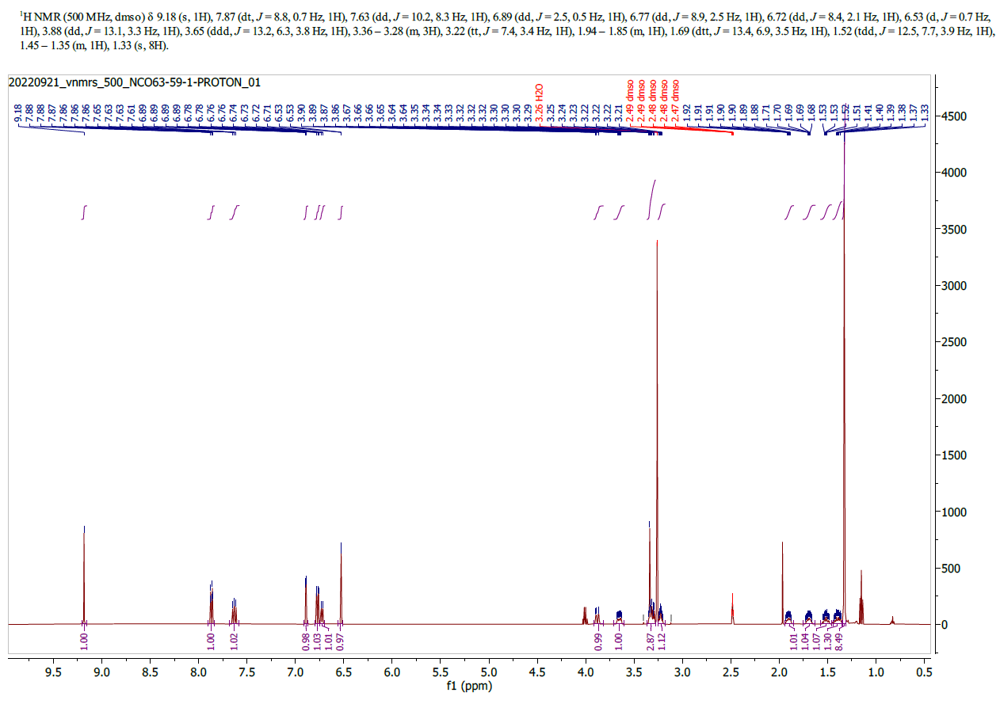 ¹H NMR (500 MHz, dmso) δ 9.18 (s, 1H), 7.87 (dt, J = 8.8, 0.7 Hz, 1H), 7.63 (dd, J = 10.2, 8.3 Hz, 1H), 6.89 (dd, J = 2.5, 0.5 Hz, 1H), 6.77 (dd, J = 8.9, 2.5 Hz, 1H), 6.72 (dd, J = 8.4, 2.1 Hz, 1H), 6.53 (d, J = 0.7 Hz,
1H), 3.88 (dd, J = 13.1, 3.3 Hz, 1H), 3.65 (ddd, J = 13.2, 6.3, 3.8 Hz, 1H), 3.36 – 3.28 (m, 3H), 3.22 (tt, J = 7.4, 3.4 Hz, 1H), 1.94 – 1.85 (m, 1H), 1.69 (dtt, J = 13.4, 6.9, 3.5 Hz, 1H), 1.52 (tdd, J = 12.5, 7.7, 3.9 Hz, 1H),
1.45 – 1.35 (m, 1H), 1.33 (s, 8H).
20220921_vnmrs_500_NCO63-59-1-PROTON_01
9.18 7.88 7.88 7.87 7.86 7.86 7.86 7.65 7.63 7.63 7.61 6.89 6.89 6.89 6.89 6.78 6.78 6.76 6.76 6.74 6.73 6.72 6.71 6.53 6.53 3.90 3.89 3.87 3.86 3.67 3.66 3.66 3.65 3.64 3.64 3.35 3.34 3.34 3.33 3.32 3.32 3.32 3.30 3.30 3.30 3.29 3.26 H2O 3.25 3.24 3.23 3.22 3.22 3.22 3.21 2.49 dmso 2.49 dmso 2.48 dmso 2.48 dmso 2.47 dmso 1.92 1.91 1.91 1.90 1.90 1.89 1.88 1.71 1.70 1.69 1.69 1.68 1.53 1.53 1.52 1.51 1.41 1.40 1.39 1.38 1.37 1.33
4500
4000
3500
3000
2500
2000
1500
1000
500
0
1.00 1.00 1.02 0.98 1.03 1.01 0.97 0.99 1.00 2.87 1.12 1.01 1.04 1.07 1.30 8.49
9.5 9.0 8.5 8.0 7.5 7.0 6.5 6.0 5.5 5.0 4.5 4.0 3.5 3.0 2.5 2.0 1.5 1.0 0.5
f1 (ppm)